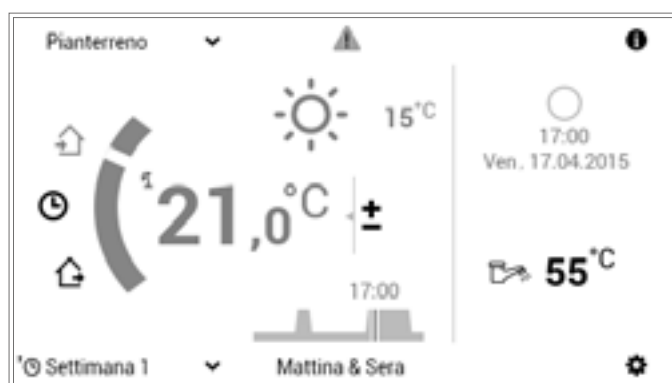 Pianterreno
15°C
17:00
Ven. 17.04.2015
21,0°C
±
55°C
17:00
Settimana 1
Mattina & Sera